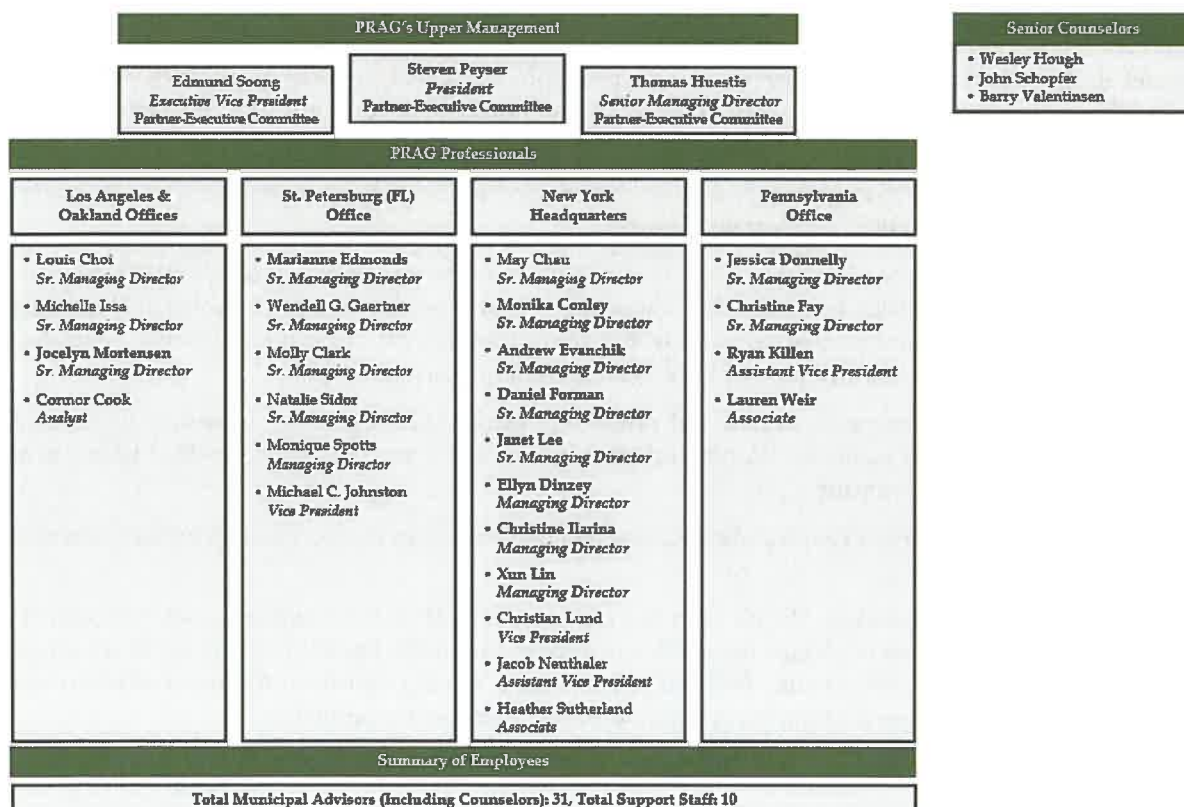 PRAG's Upper Management
Edmund Soong
Executive Vice President
Partner-Executive Committee
Steven Peyser
President
Partner-Executive Committee
Thomas Huestis
Senior Managing Director
Partner-Executive Committee
Senior Counselors
• Wesley Hough
• John Schopfer
• Barry Valentinsen
PRAG Professionals
Los Angeles &
Oakland Offices
• Louis Choi
Sr. Managing Director
• Michelle Issa
Sr. Managing Director
• Jocelyn Mortensen
Sr. Managing Director
• Connor Cook
Analyst
St. Petersburg (FL)
Office
• Marianne Edmonds
Sr. Managing Director
• Wendell G. Gaertner
Sr. Managing Director
• Molly Clark
Sr. Managing Director
• Natalie Sidor
Sr. Managing Director
• Monique Spotts
Managing Director
• Michael C. Johnston
Vice President
New York
Headquarters
• May Chau
Sr. Managing Director
• Monika Conley
Sr. Managing Director
• Andrew Evanchik
Sr. Managing Director
• Daniel Forman
Sr. Managing Director
• Janet Lee
Sr. Managing Director
• Ellyn Dinzey
Managing Director
• Christine Ilarina
Managing Director
• Xun Lin
Managing Director
• Christian Lund
Vice President
• Jacob Neuthaler
Assistant Vice President
• Heather Sutherland
Associate
Pennsylvania
Office
• Jessica Donnelly
Sr. Managing Director
• Christine Fay
Sr. Managing Director
• Ryan Killen
Assistant Vice President
• Lauren Weir
Associate
Summary of Employees
Total Municipal Advisors (Including Counselors): 31, Total Support Staff: 10